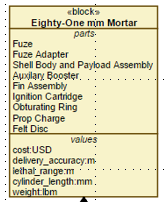 «block»
Eighty-One mm Mortar
parts
Fuze
Fuze Adapter
Shell Body and Payload Assembly
Auxilary Booster
Fin Assembly
Ignition Cartridge
Obturating Ring
Prop Charge
Felt Disc
values
cost:USD
delivery_accuracy:m
lethal_range:m
cylinder_length:mm
weight:lbm